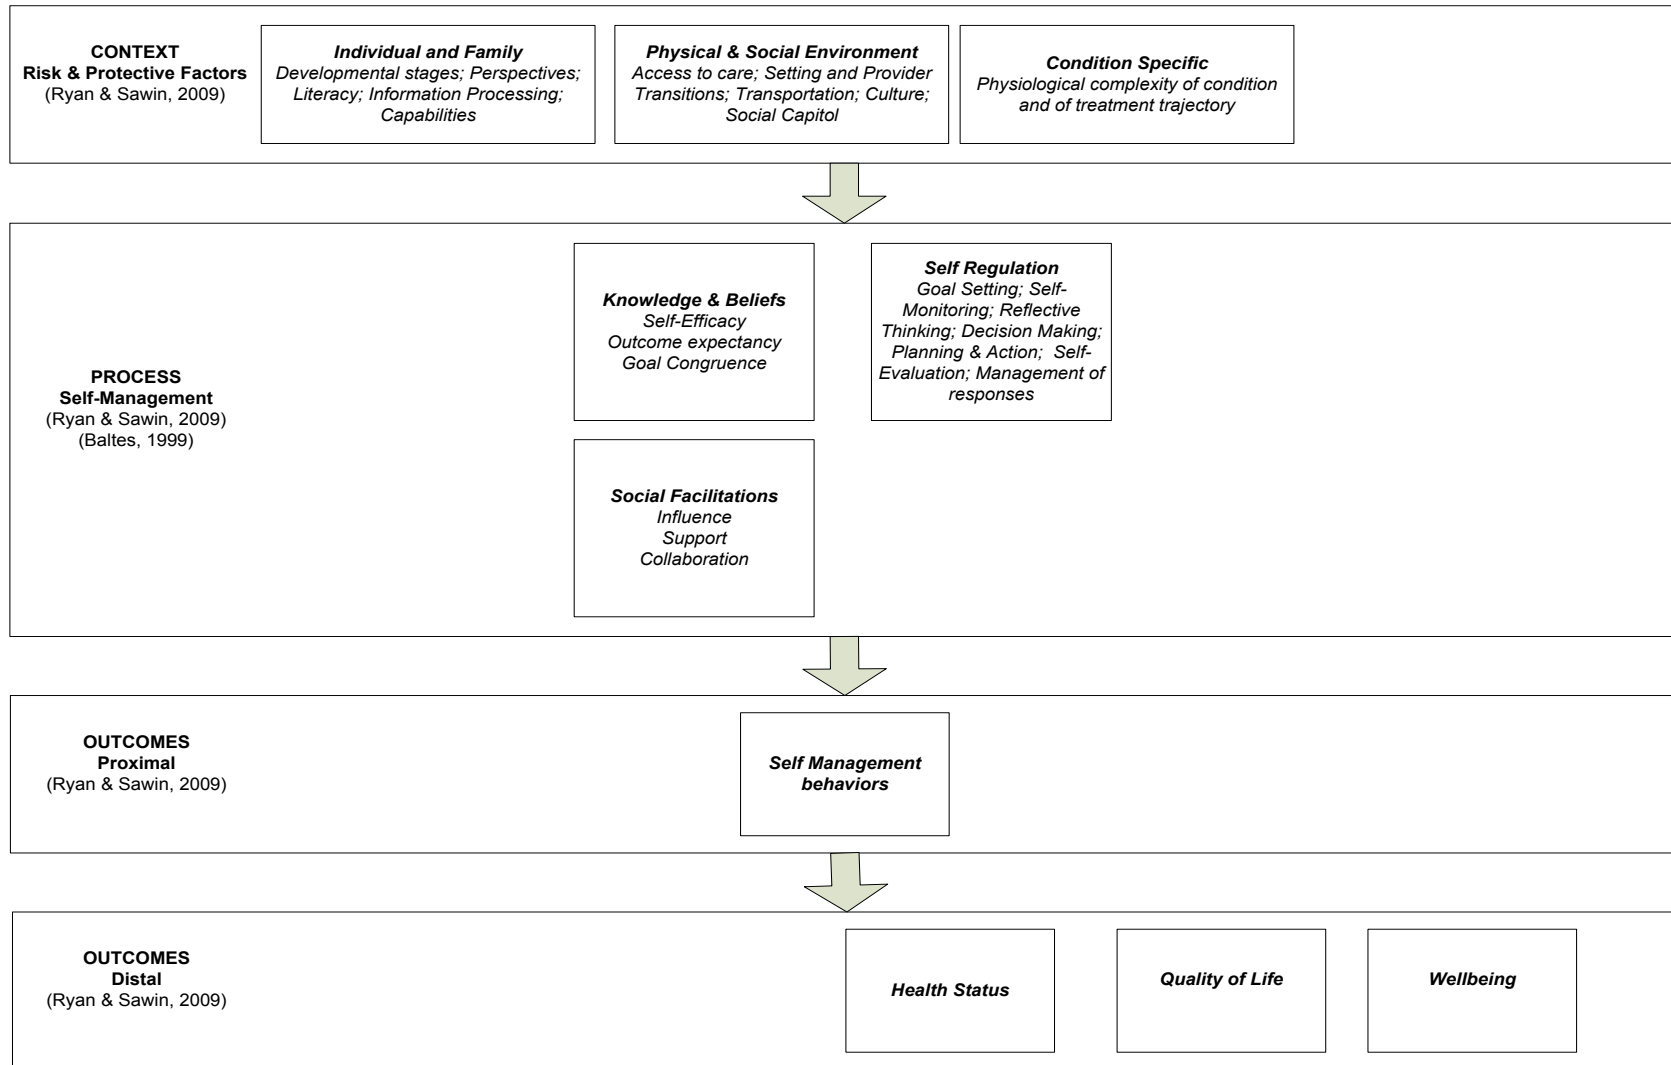 CONTEXT
Risk & Protective Factors
(Ryan & Sawin, 2009)
Individual and Family
Developmental stages; Perspectives;
Literacy; Information Processing;
Capabilities
Physical & Social Environment
Access to care; Setting and Provider
Transitions; Transportation; Culture;
Social Capitol
Condition Specific
Physiological complexity of condition
and of treatment trajectory
PROCESS
Self-Management
(Ryan & Sawin, 2009)
(Baltes, 1999)
Knowledge & Beliefs
Self-Efficacy
Outcome expectancy
Goal Congruence
Self Regulation
Goal Setting; Self-
Monitoring; Reflective
Thinking; Decision Making;
Planning & Action; Self-
Evaluation; Management of
responses
Social Facilitations
Influence
Support
Collaboration
OUTCOMES
Proximal
(Ryan & Sawin, 2009)
Self Management
behaviors
OUTCOMES
Distal
(Ryan & Sawin, 2009)
Health Status
Quality of Life
Wellbeing